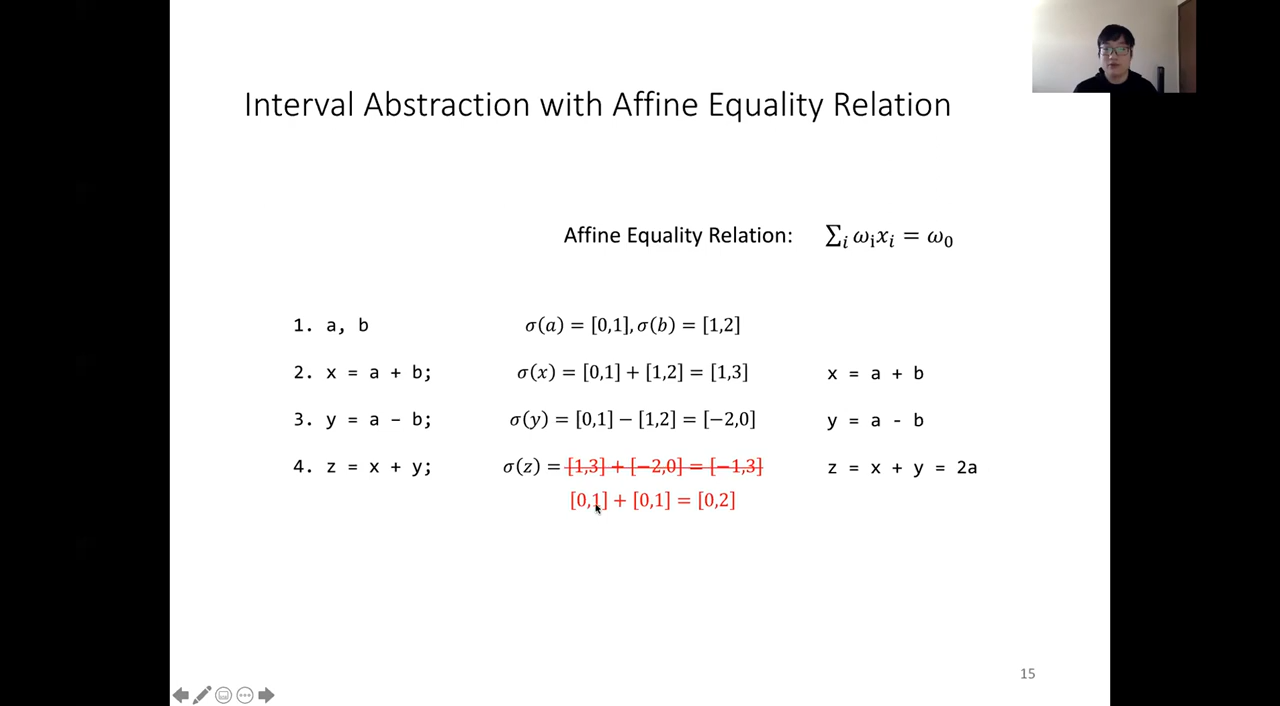 Interval Abstraction with Affine Equality Relation
Affine Equality Relation: ∑ᵢ ωᵢxᵢ = ω₀
1. a, b σ(a) = [0,1], σ(b) = [1,2]
2. x = a + b; σ(x) = [0,1] + [1,2] = [1,3] x = a + b
3. y = a – b; σ(y) = [0,1] − [1,2] = [−2,0] y = a - b
4. z = x + y; σ(z) = [1,3] + [−2,0] = [−1,3] z = x + y = 2a
[0,1] + [0,1] = [0,2]
15